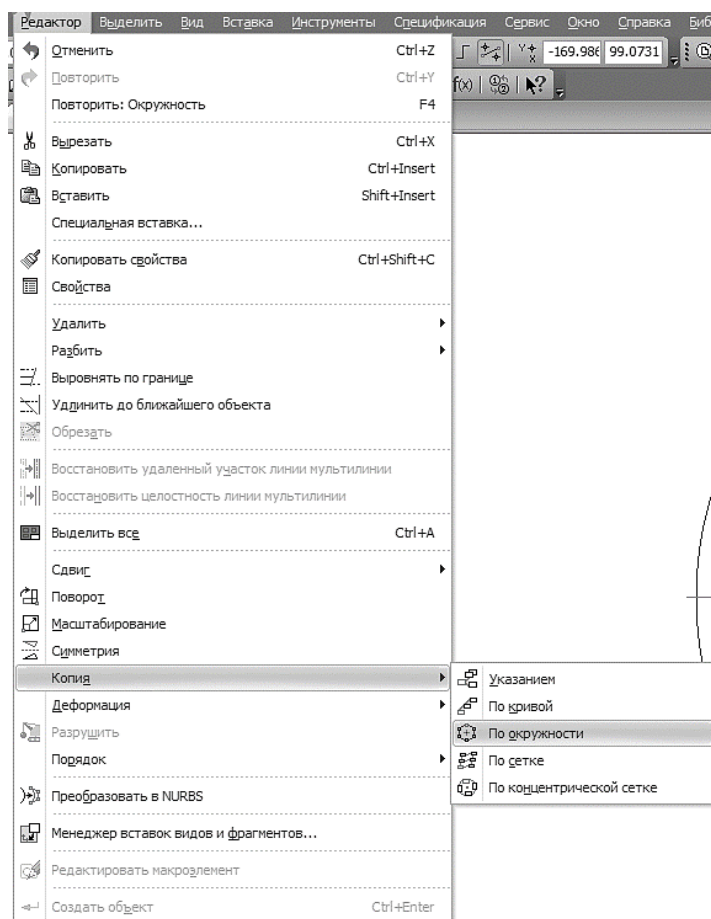 Редактор Выделить Вид Вставка Инструменты Спецификация Сервис Окно Справка
-169.986 99.0731
Отменить Ctrl+Z
Повторить Ctrl+Y
f(x)
Повторить: Окружность F4
Вырезать Ctrl+X
Копировать Ctrl+Insert
Вставить Shift+Insert
Специальная вставка...
Копировать свойства Ctrl+Shift+C
Свойства
Удалить
Разбить
Выровнять по границе
Удлинить до ближайшего объекта
Обрезать
Восстановить удаленный участок линии мультилинии
Восстановить целостность линии мультилинии
Выделить все Ctrl+A
Сдвиг
Поворот
Масштабирование
Симметрия
Копия
Указанием
Деформация
По кривой
Разрушить
По окружности
Порядок
По сетке
Преобразовать в NURBS
По концентрической сетке
Менеджер вставок видов и фрагментов...
Редактировать макроэлемент
Создать объект Ctrl+Enter